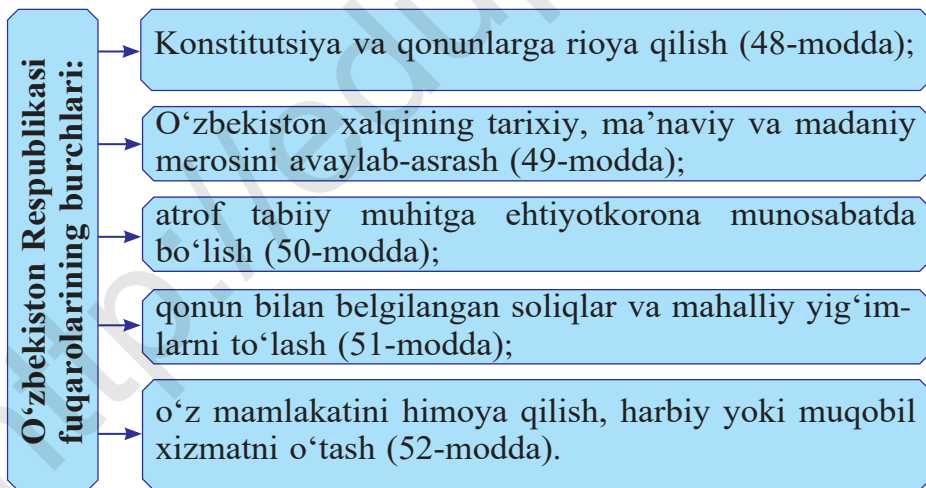 O‘zbekiston Respublikasi
fuqarolarining burchlari:
Konstitutsiya va qonunlarga rioya qilish (48-modda);
O‘zbekiston xalqining tarixiy, ma’naviy va madaniy
merosini avaylab-asrash (49-modda);
atrof tabiiy muhitga ehtiyotkorona munosabatda
bo‘lish (50-modda);
qonun bilan belgilangan soliqlar va mahalliy yig‘im-
larni to‘lash (51-modda);
o‘z mamlakatini himoya qilish, harbiy yoki muqobil
xizmatni o‘tash (52-modda).